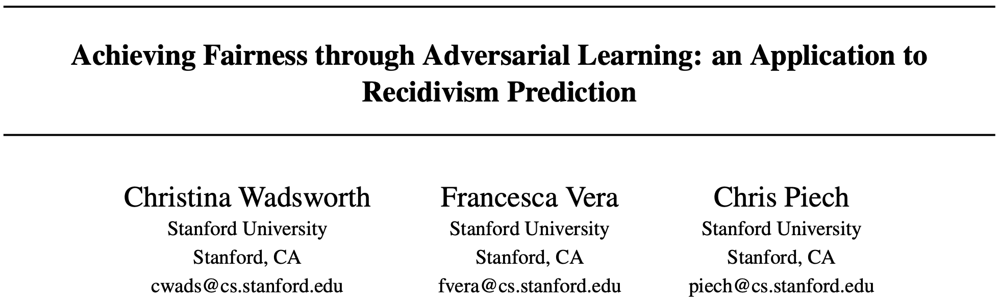 Achieving Fairness through Adversarial Learning: an Application to
Recidivism Prediction
Christina Wadsworth
Stanford University
Stanford, CA
cwads@cs.stanford.edu
Francesca Vera
Stanford University
Stanford, CA
fvera@cs.stanford.edu
Chris Piech
Stanford University
Stanford, CA
piech@cs.stanford.edu